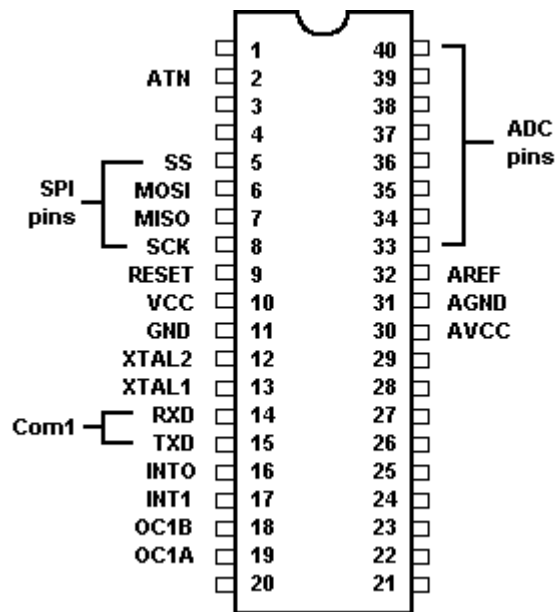 1 40
ATN 2 39
3 38
4 37 ADC
SS 5 36 pins
SPI MOSI 6 35
pins MISO 7 34
SCK 8 33
RESET 9 32 AREF
VCC 10 31 AGND
GND 11 30 AVCC
XTAL2 12 29
XTAL1 13 28
Com1 RXD 14 27
TXD 15 26
INTO 16 25
INT1 17 24
OC1B 18 23
OC1A 19 22
20 21